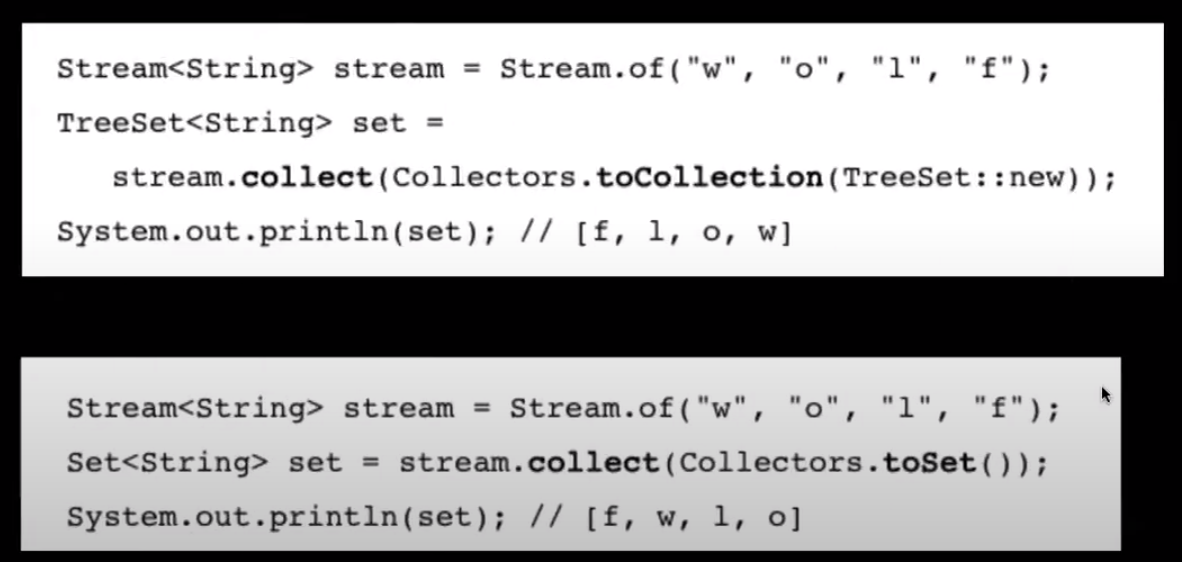 Stream<String> stream = Stream.of("w", "o", "l", "f");
TreeSet<String> set =
stream.collect(Collectors.toCollection(TreeSet::new));
System.out.println(set); // [f, l, o, w]
Stream<String> stream = Stream.of("w", "o", "l", "f");
Set<String> set = stream.collect(Collectors.toSet());
System.out.println(set); // [f, w, l, o]